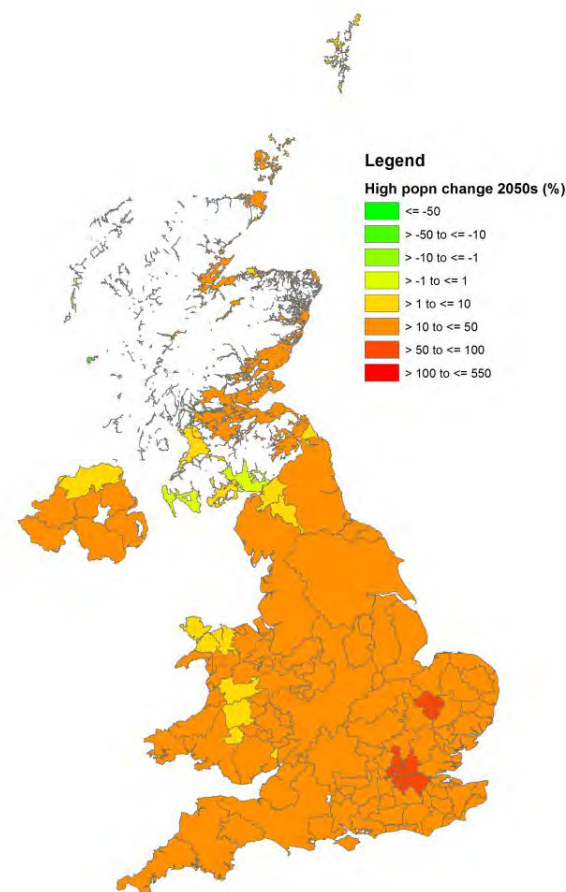 Legend
High popn change 2050s (%)
<= -50
> -50 to <= -10
> -10 to <= -1
> -1 to <= 1
> 1 to <= 10
> 10 to <= 50
> 50 to <= 100
> 100 to <= 550